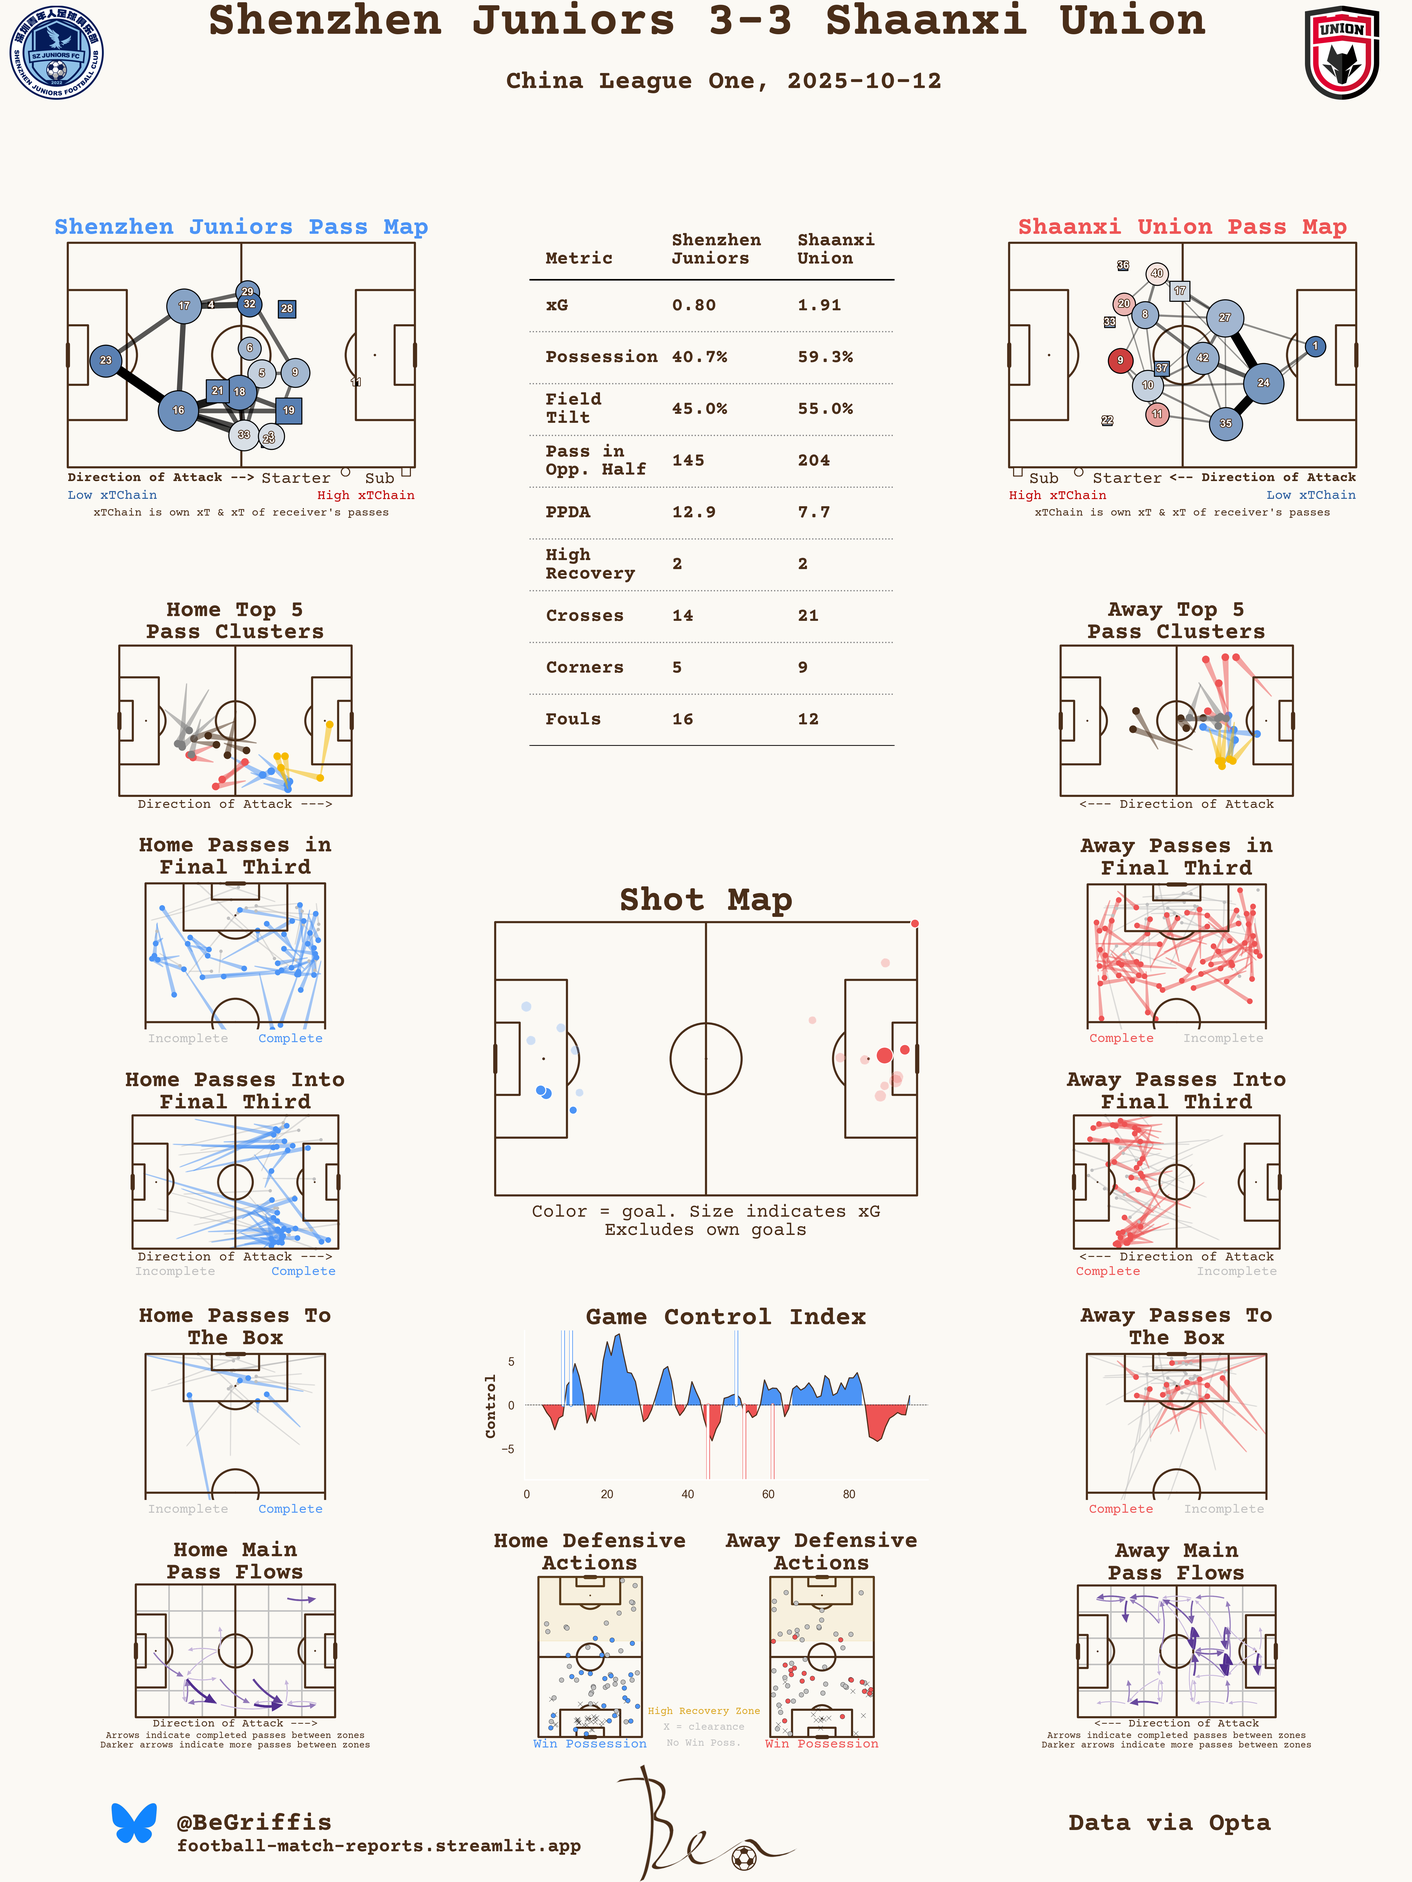 Shenzhen Juniors 3-3 Shaanxi Union
China League One, 2025-10-12
SZ JUNIORS FC
SHENZHEN JUNIORS FOOTBALL CLUB
UNION
Shenzhen Juniors Pass Map
17
4
29
32
28
23
6
5
9
11
21
18
16
19
33
3
Direction of Attack --> Starter Sub
Low xTChain High xTChain
xTChain is own xT & xT of receiver's passes
Metric Shenzhen Juniors Shaanxi Union
xG 0.80 1.91
Possession 40.7% 59.3%
Field Tilt 45.0% 55.0%
Pass in Opp. Half 145 204
PPDA 12.9 7.7
High Recovery 2 2
Crosses 14 21
Corners 5 9
Fouls 16 12
Shaanxi Union Pass Map
36
40
17
20
8
33
27
1
9
42
37
10
24
11
22
35
Sub Starter <-- Direction of Attack
High xTChain Low xTChain
xTChain is own xT & xT of receiver's passes
Home Top 5
Pass Clusters
Direction of Attack --->
Away Top 5
Pass Clusters
<--- Direction of Attack
Home Passes in
Final Third
Incomplete Complete
Away Passes in
Final Third
Complete Incomplete
Shot Map
Color = goal. Size indicates xG
Excludes own goals
Home Passes Into
Final Third
Direction of Attack --->
Incomplete Complete
Away Passes Into
Final Third
<--- Direction of Attack
Complete Incomplete
Home Passes To
The Box
Incomplete Complete
Game Control Index
Control
5
0
−5
0 20 40 60 80
Away Passes To
The Box
Complete Incomplete
Home Main
Pass Flows
Direction of Attack --->
Arrows indicate completed passes between zones
Darker arrows indicate more passes between zones
Home Defensive
Actions
Win Possession
High Recovery Zone
X = clearance
No Win Poss.
Away Defensive
Actions
Win Possession
Away Main
Pass Flows
<--- Direction of Attack
Arrows indicate completed passes between zones
Darker arrows indicate more passes between zones
@BeGriffis
football-match-reports.streamlit.app
Ben
Data via Opta